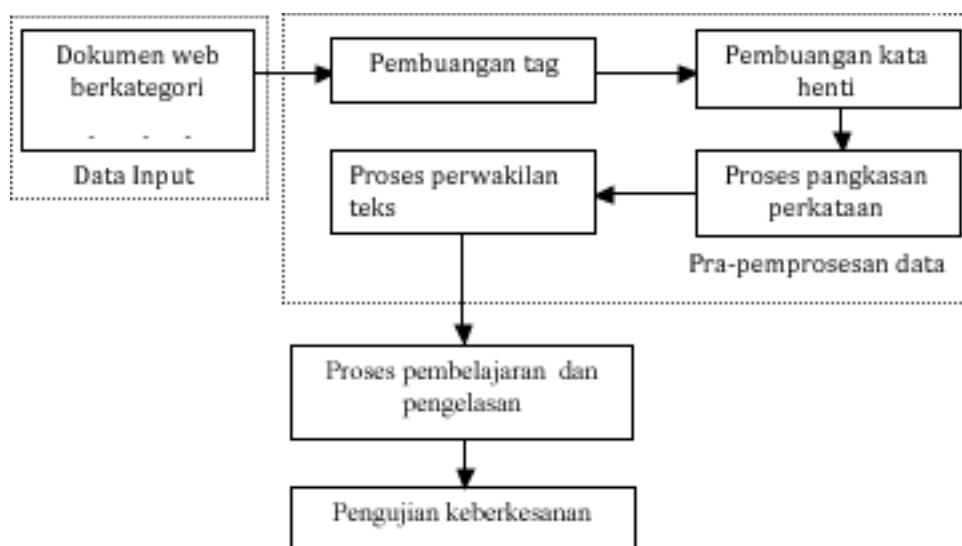 Dokumen web
berkategori
- - -
Data Input
Pembuangan tag
Pembuangan kata
henti
Proses pangkasan
perkataan
Proses perwakilan
teks
Pra-pemprosesan data
Proses pembelajaran dan
pengelasan
Pengujian keberkesanan